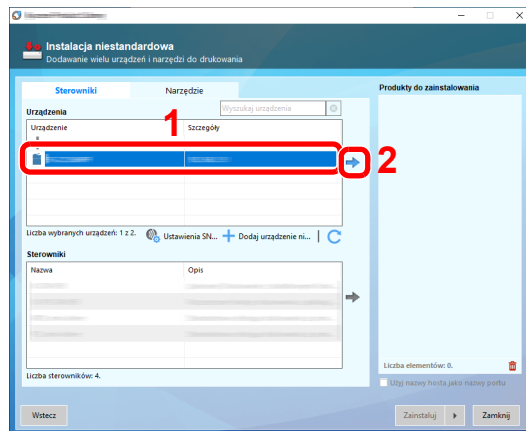 Instalacja niestandardowa
Dodawanie wielu urządzeń i narzędzi do drukowania
Sterowniki
Narzędzie
Produkty do zainstalowania
Urządzenia
1
Wyszukaj urządzenia
Urządzenie
Szczegóły
2
Liczba wybranych urządzeń: 1 z 2.
Ustawienia SN...
Dodaj urządzenie ni...
Sterowniki
Nazwa
Opis
Liczba elementów: 0.
Liczba sterowników: 4.
Użyj nazwy hosta jako nazwy portu
Wstecz
Zainstaluj
Zamknij